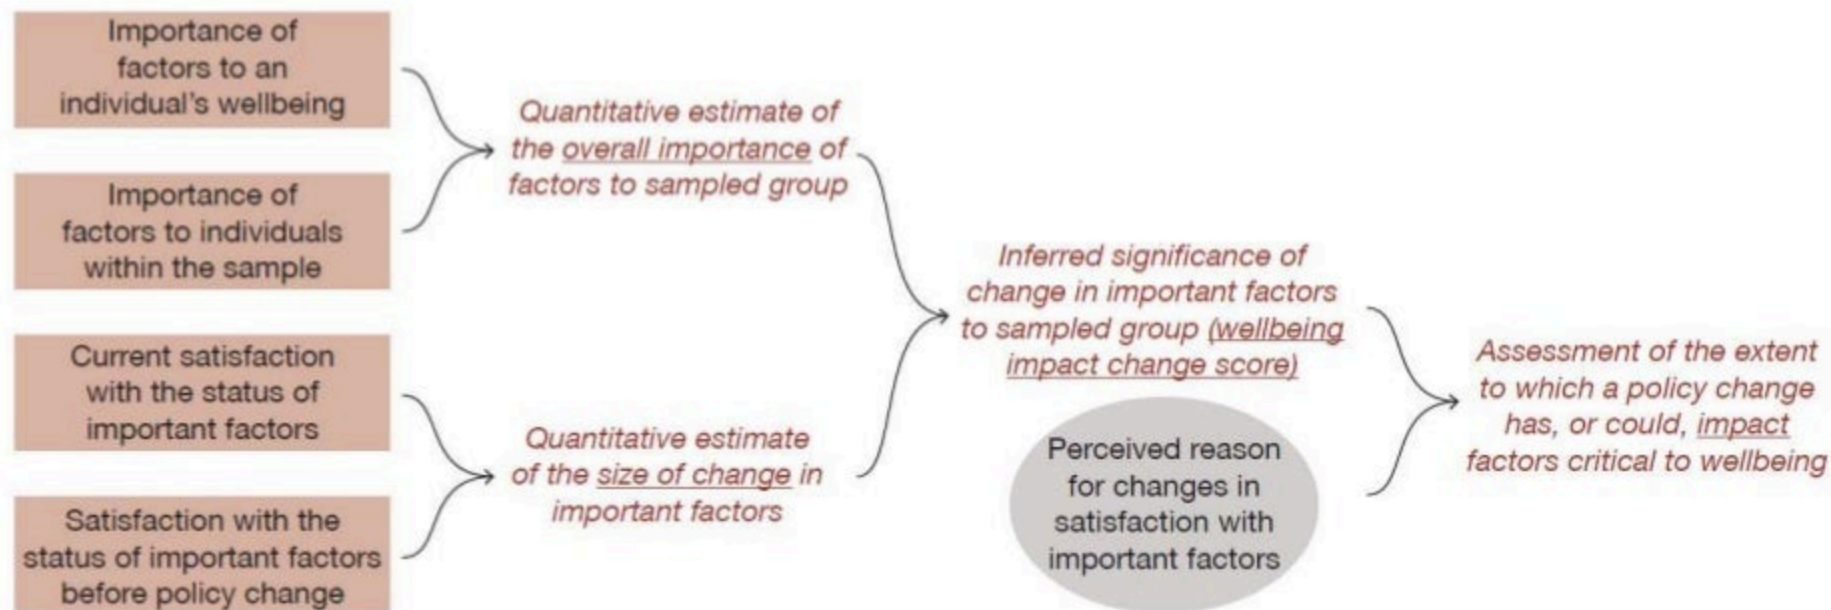 Importance of
factors to an
individual's wellbeing
Importance of
factors to individuals
within the sample
Current satisfaction
with the status of
important factors
Satisfaction with the
status of important factors
before policy change
Quantitative estimate of
the overall importance of
factors to sampled group
Quantitative estimate
of the size of change in
important factors
Inferred significance of
change in important factors
to sampled group (wellbeing
impact change score)
Perceived reason
for changes in
satisfaction with
important factors
Assessment of the extent
to which a policy change
has, or could, impact
factors critical to wellbeing